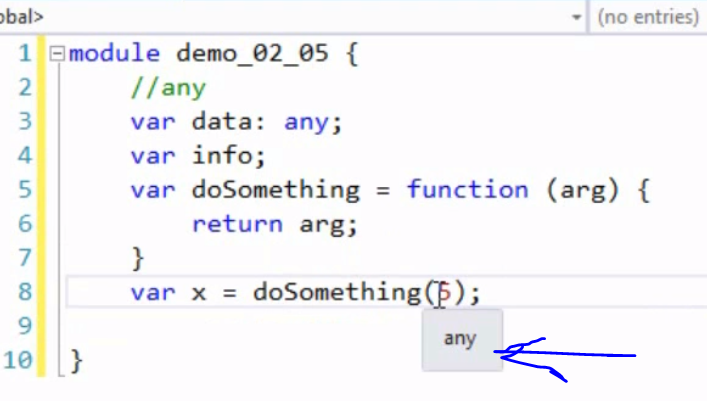 obal> (no entries)
1 module demo_02_05 {
2 //any
3 var data: any;
4 var info;
5 var doSomething = function (arg) {
6 return arg;
7 }
8 var x = doSomething(5);
9
any
10 }